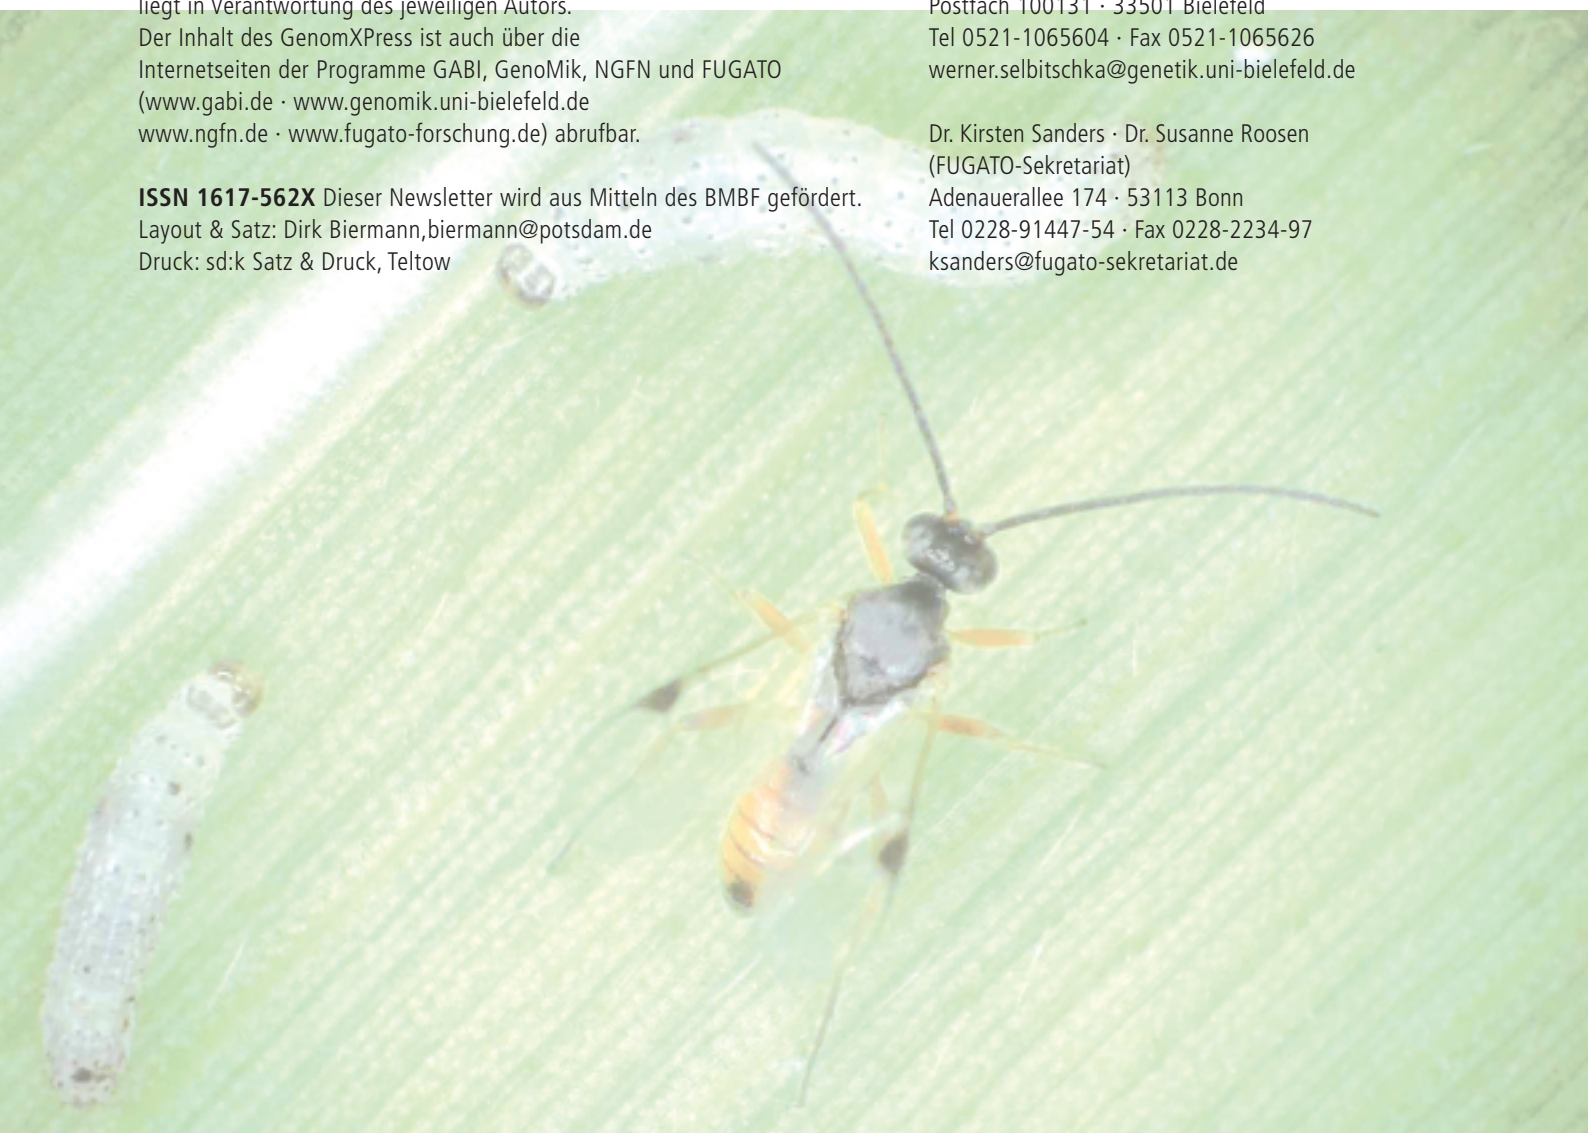 liegt in Verantwortung des jeweiligen Autors.
Der Inhalt des GenomXPress ist auch über die
Internetseiten der Programme GABI, GenoMik, NGFN und FUGATO
(www.gabi.de · www.genomik.uni-bielefeld.de
www.ngfn.de · www.fugato-forschung.de) abrufbar.
ISSN 1617-562X Dieser Newsletter wird aus Mitteln des BMBF gefördert.
Layout & Satz: Dirk Biermann,biermann@potsdam.de
Druck: sd:k Satz & Druck, Teltow
Postfach 100131 · 33501 Bielefeld
Tel 0521-1065604 · Fax 0521-1065626
werner.selbitschka@genetik.uni-bielefeld.de
Dr. Kirsten Sanders · Dr. Susanne Roosen
(FUGATO-Sekretariat)
Adenauerallee 174 · 53113 Bonn
Tel 0228-91447-54 · Fax 0228-2234-97
ksanders@fugato-sekretariat.de